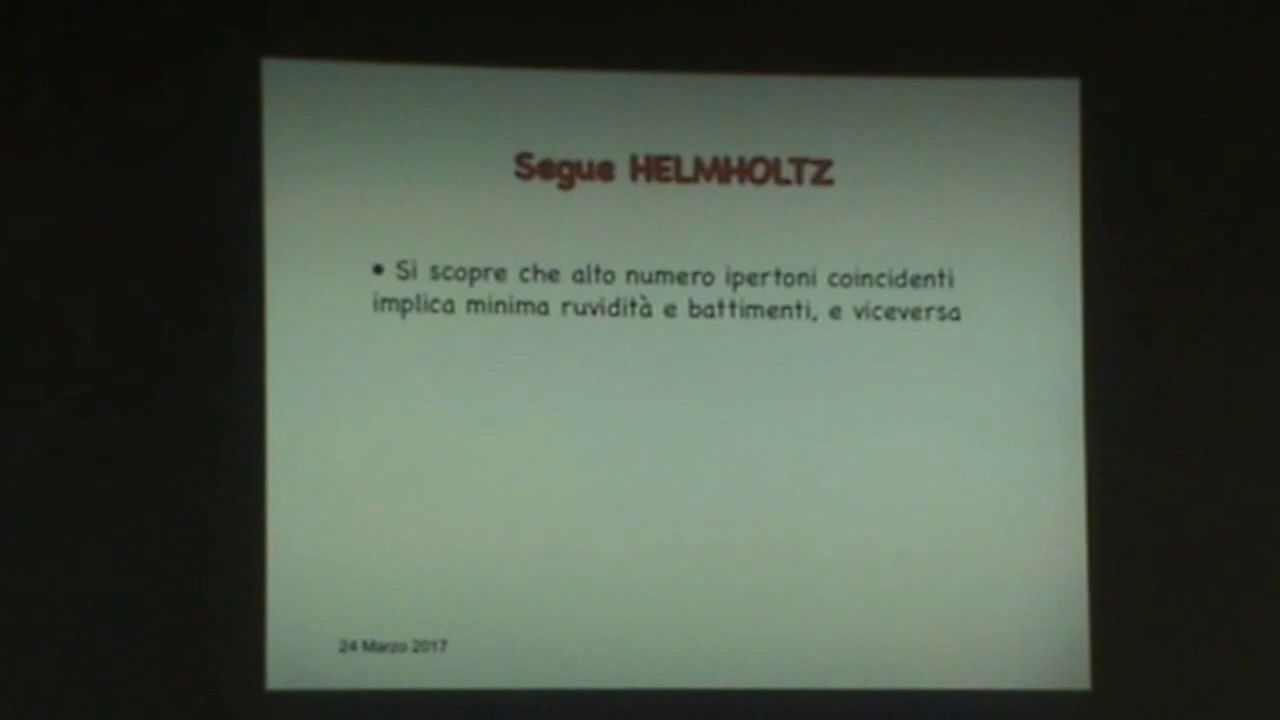 Segue HELMHOLTZ
• Si scopre che alto numero ipertoni coincidenti
implica minima ruvidità e battimenti, e viceversa
24 Marzo 2017